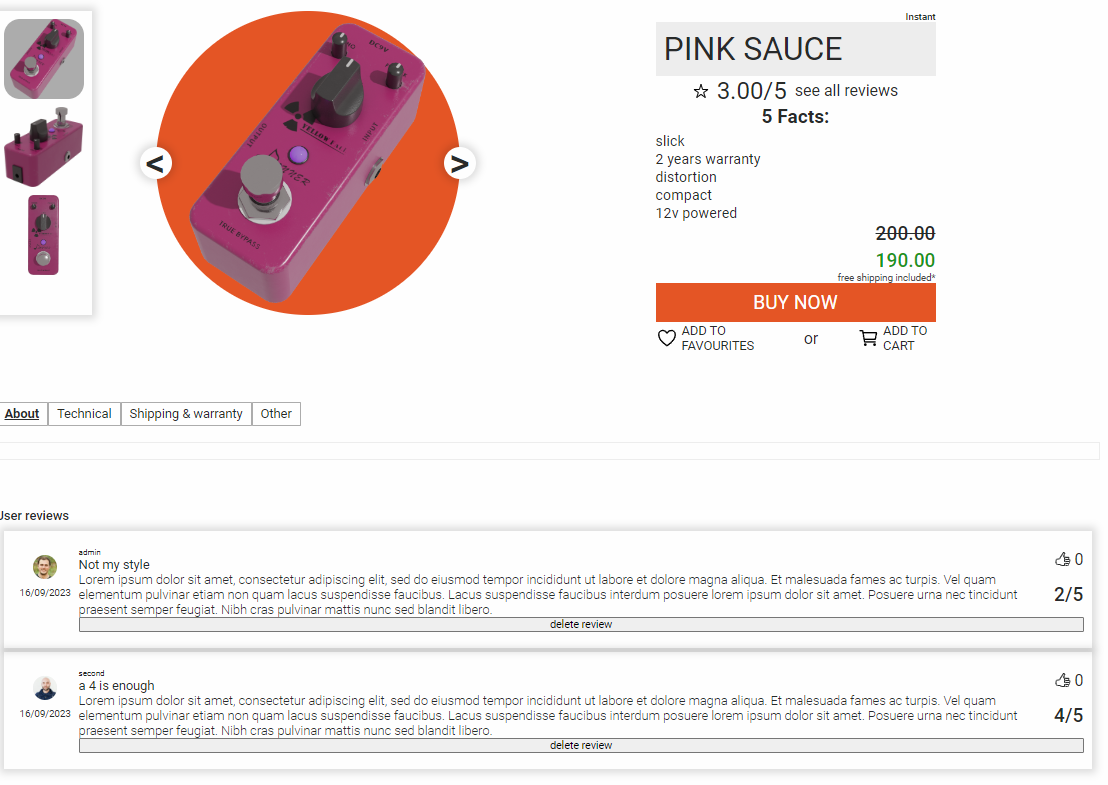 Instant
PINK SAUCE
3.00/5 see all reviews
5 Facts:
slick
2 years warranty
distortion
compact
12v powered
200.00
190.00
free shipping included*
BUY NOW
ADD TO
FAVOURITES
or
ADD TO
CART
<
>
DC9V
OUTPUT
INPUT
TRUE BYPASS
About
Technical
Shipping & warranty
Other
User reviews
admin
Not my style
Lorem ipsum dolor sit amet, consectetur adipiscing elit, sed do eiusmod tempor incididunt ut labore et dolore magna aliqua. Et malesuada fames ac turpis. Vel quam
elementum pulvinar etiam non quam lacus suspendisse faucibus. Lacus suspendisse faucibus interdum posuere lorem ipsum dolor sit amet. Posuere urna nec tincidunt
praesent semper feugiat. Nibh cras pulvinar mattis nunc sed blandit libero.
16/09/2023
0
2/5
delete review
second
a 4 is enough
Lorem ipsum dolor sit amet, consectetur adipiscing elit, sed do eiusmod tempor incididunt ut labore et dolore magna aliqua. Et malesuada fames ac turpis. Vel quam
elementum pulvinar etiam non quam lacus suspendisse faucibus. Lacus suspendisse faucibus interdum posuere lorem ipsum dolor sit amet. Posuere urna nec tincidunt
praesent semper feugiat. Nibh cras pulvinar mattis nunc sed blandit libero.
16/09/2023
0
4/5
delete review